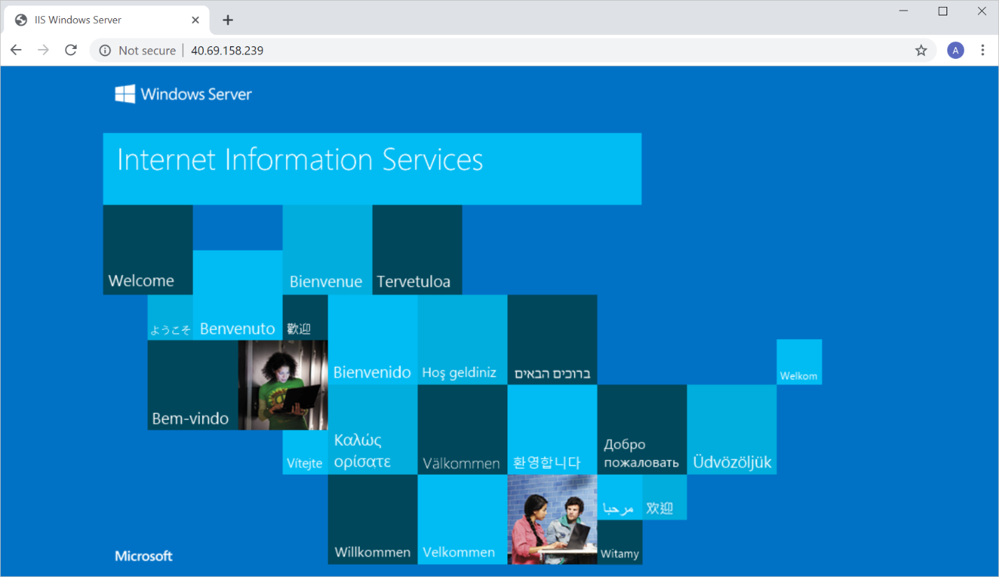 IIS Windows Server
Not secure
40.69.158.239
A
Windows Server
Internet Information Services
Welcome
Bienvenue
Tervetuloa
ようこそ
Benvenuto
歡迎
Bienvenido
Hoş geldiniz
ברוכים הבאים
Welkom
Bem-vindo
Vítejte
Καλώς
ορίσατε
Välkommen
환영합니다
Добро
пожаловать
Üdvözöljük
Willkommen
Velkommen
مرحبا
欢迎
Witamy
Microsoft